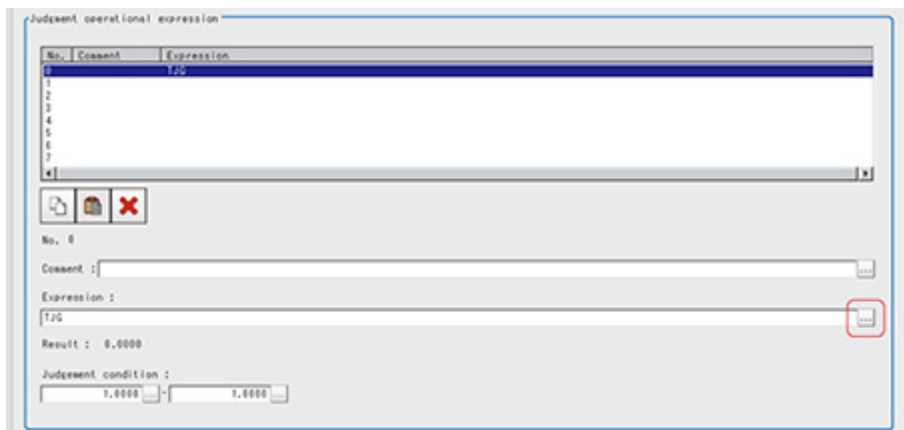 Judgment operational expression
No. Comment Expression
0 TJG
1
2
3
4
5
6
7
No. 0
Comment : ...
Expression :
TJG ...
Result : 0.0000
Judgement condition :
1.0000 ... - 1.0000 ...